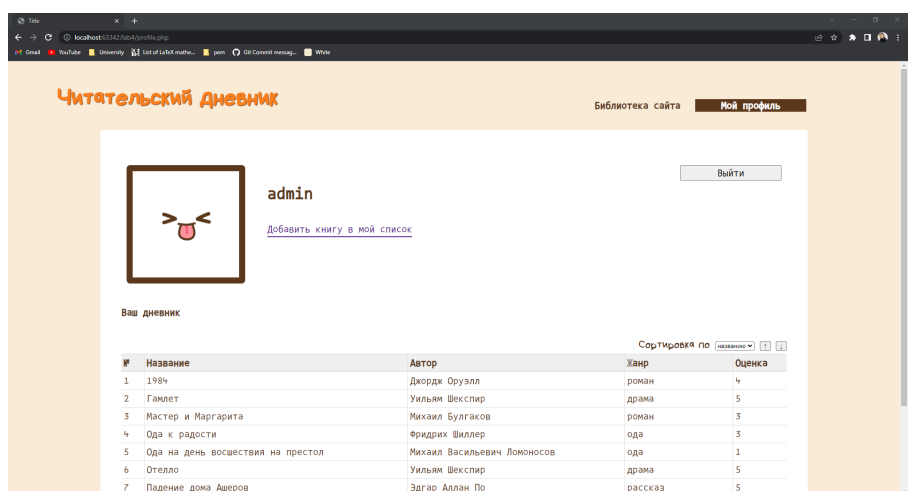 Title
localhost:63342/lab4/profile.php
Gmail YouTube University List of LaTeX mathe... pem Git Commit messag... White
Читательский дневник
Библиотека сайта Мой профиль
Выйти
admin
Добавить книгу в мой список
Ваш дневник
Сортировка по названию ↑ ↓
№ Название Автор Жанр Оценка
1 1984 Джордж Оруэлл роман 4
2 Гамлет Уильям Шекспир драма 5
3 Мастер и Маргарита Михаил Булгаков роман 3
4 Ода к радости Фридрих Шиллер ода 3
5 Ода на день восшествия на престол Михаил Васильевич Ломоносов ода 1
6 Отелло Уильям Шекспир драма 5
7 Падение дома Ашеров Эдгар Аллан По рассказ 5